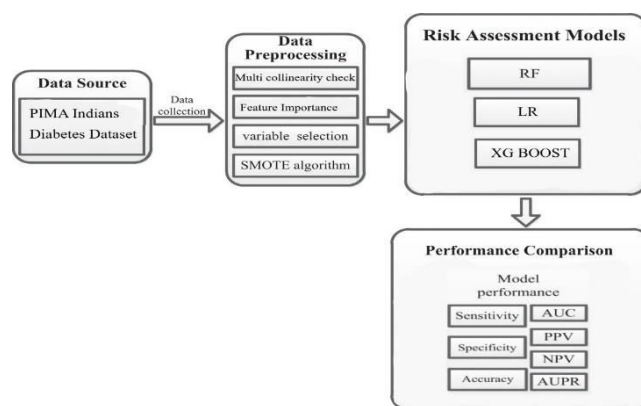 Data Source
PIMA Indians
Diabetes Dataset
Data
collection
Data
Preprocessing
Multi collinearity check
Feature Importance
variable selection
SMOTE algorithm
Risk Assessment Models
RF
LR
XG BOOST
Performance Comparison
Model
performance
Sensitivity
Specificity
Accuracy
AUC
PPV
NPV
AUPR